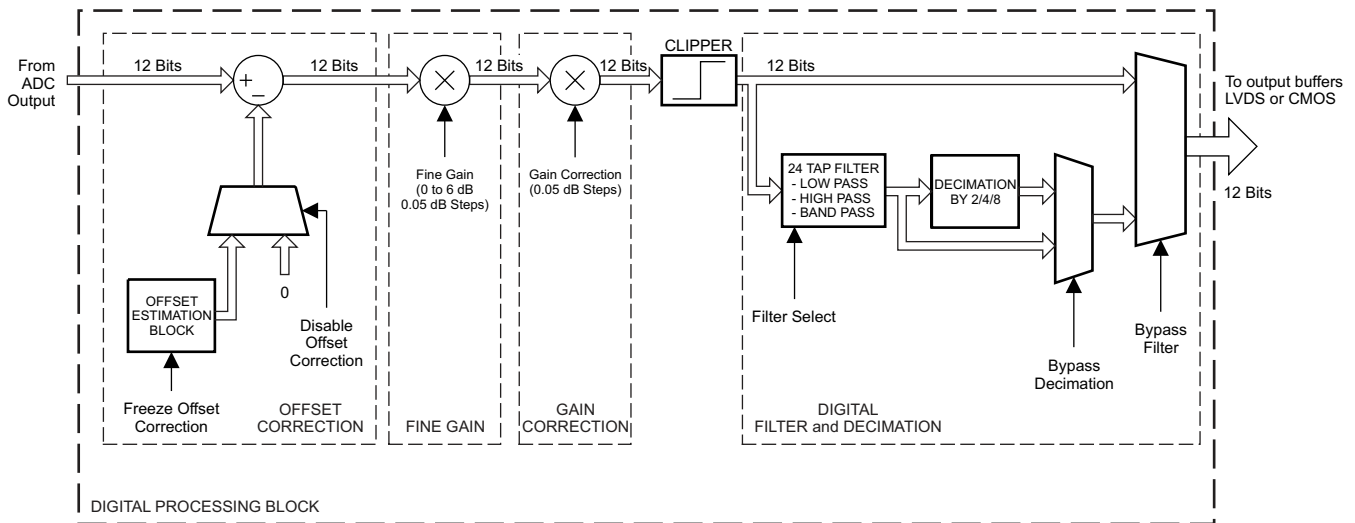 From
ADC
Output
12 Bits
+
–
12 Bits
12 Bits
12 Bits
CLIPPER
12 Bits
To output buffers
LVDS or CMOS
12 Bits
Fine Gain
(0 to 6 dB
0.05 dB Steps)
Gain Correction
(0.05 dB Steps)
24 TAP FILTER
- LOW PASS
- HIGH PASS
- BAND PASS
DECIMATION
BY 2/4/8
0
OFFSET
ESTIMATION
BLOCK
Disable
Offset
Correction
Filter Select
Bypass
Filter
Bypass
Decimation
Freeze Offset
Correction
OFFSET
CORRECTION
FINE GAIN
GAIN
CORRECTION
DIGITAL
FILTER and DECIMATION
DIGITAL PROCESSING BLOCK